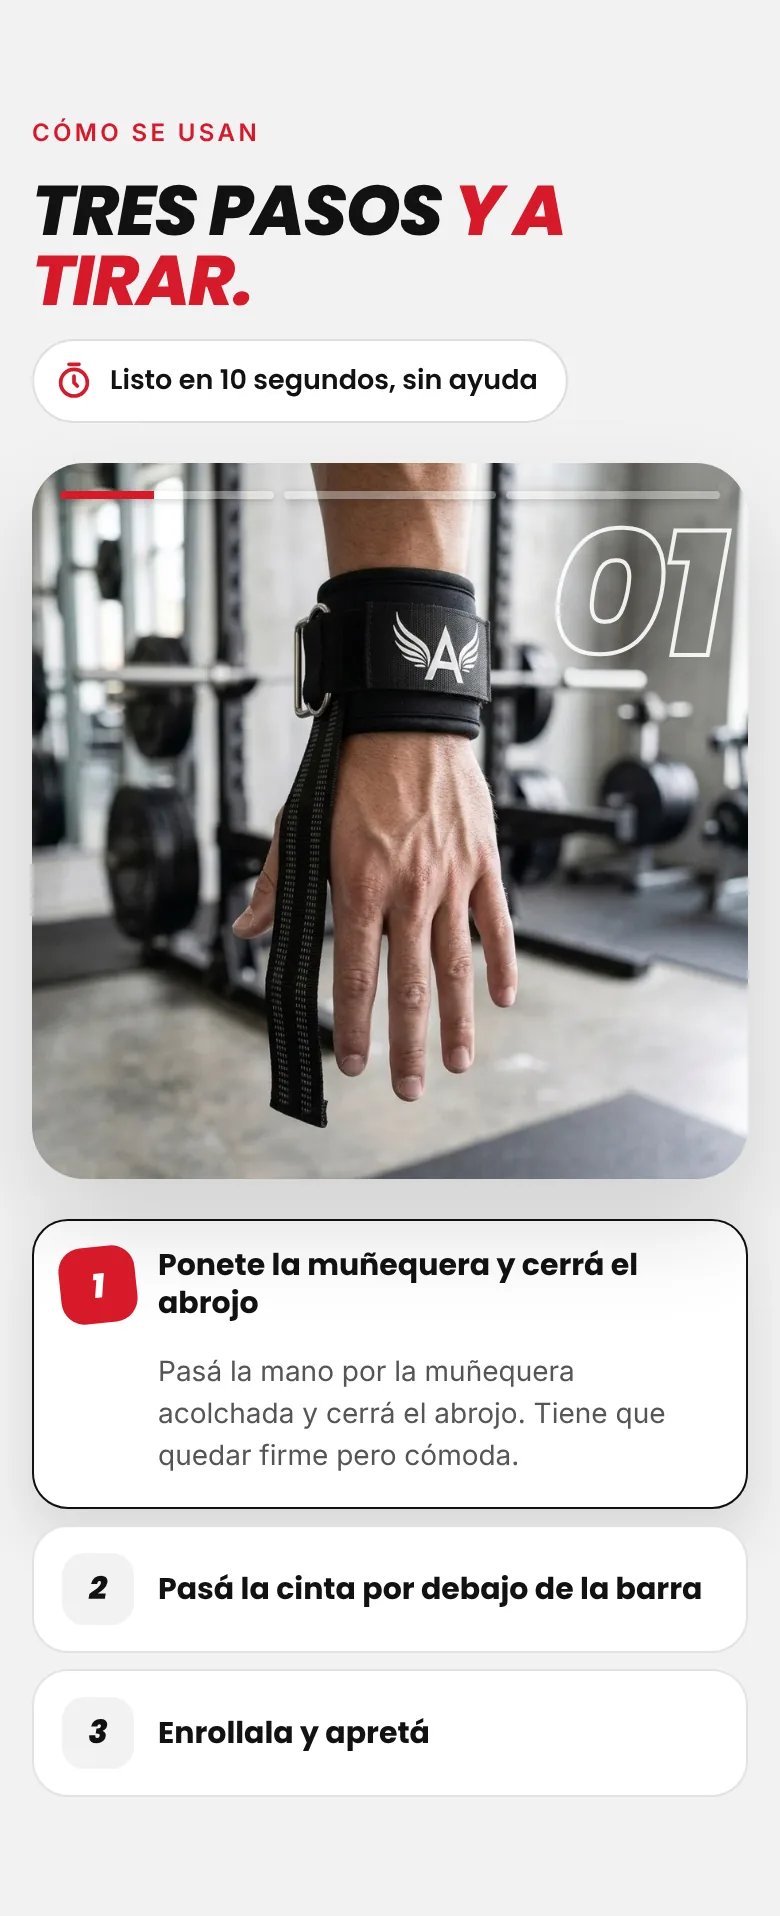 CÓMO SE USAN
TRES PASOS Y A
TIRAR.
Listo en 10 segundos, sin ayuda
01
A
1
Ponete la muñequera y cerrá el
abrojo
Pasá la mano por la muñequera
acolchada y cerrá el abrojo. Tiene que
quedar firme pero cómoda.
2
Pasá la cinta por debajo de la barra
3
Enrollala y apretá